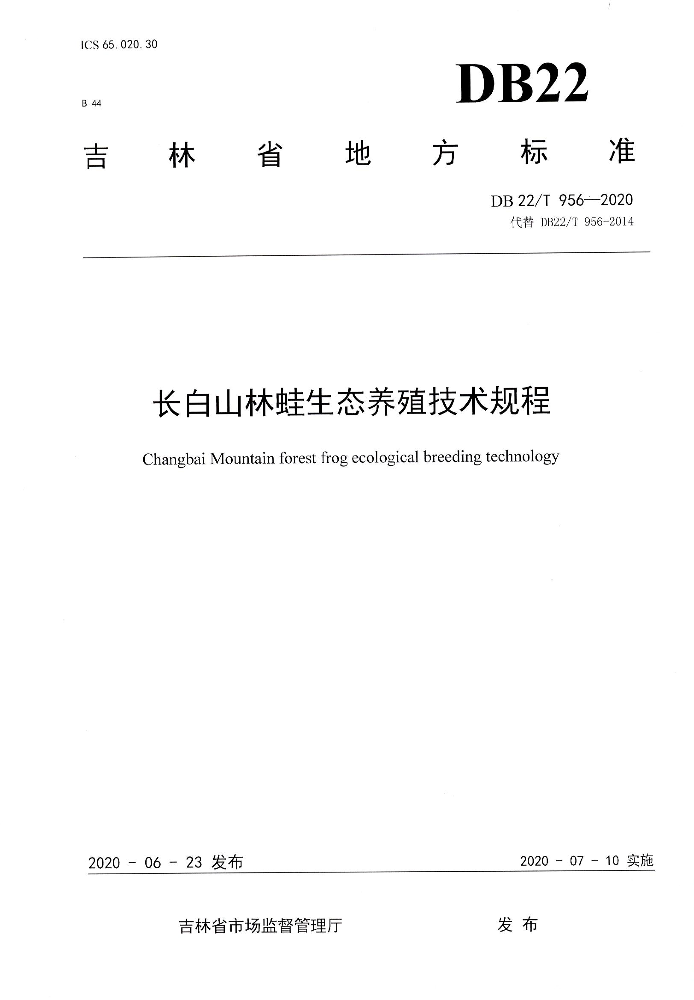 ICS 65.020.30
DB22
B 44
吉林省地方标准
DB 22/T 956—2020
代替 DB22/T 956-2014
长白山林蛙生态养殖技术规程
Changbai Mountain forest frog ecological breeding technology
2020 - 06 - 23 发布
2020 - 07 - 10 实施
吉林省市场监督管理厅 发布